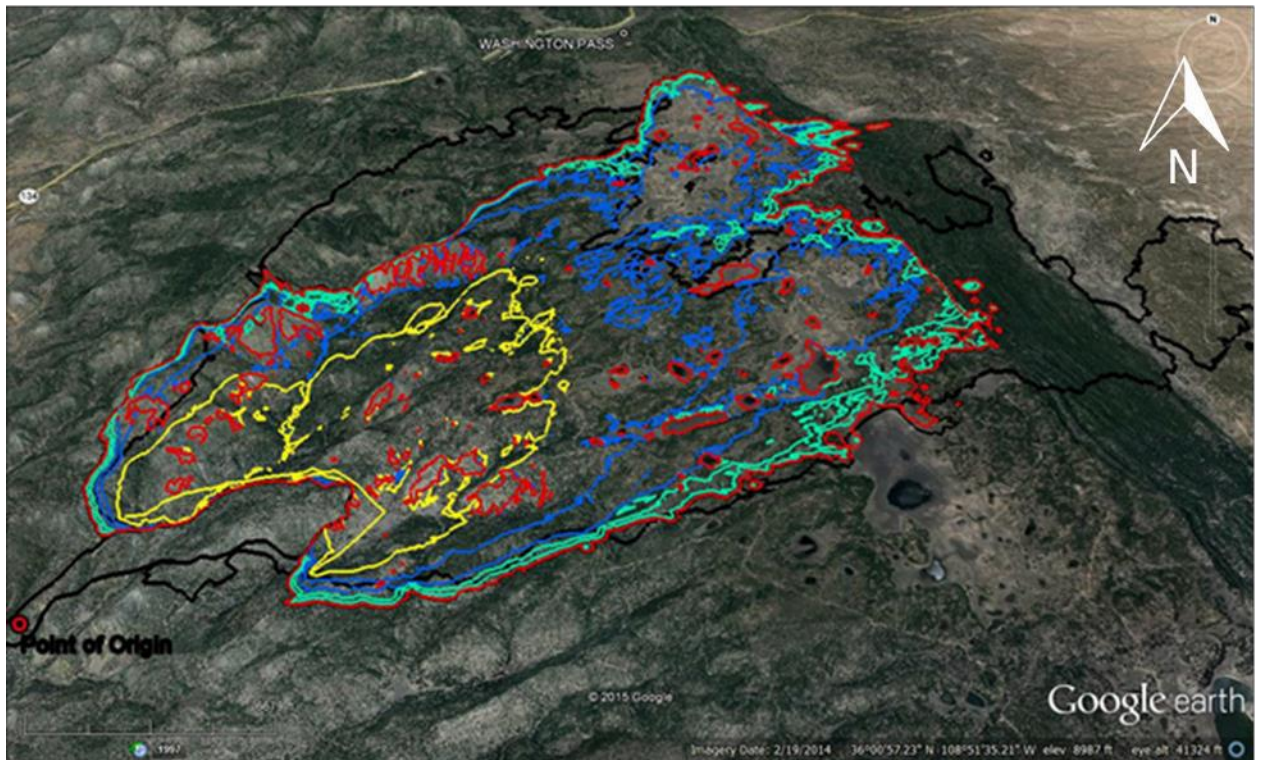 N
WASHINGTON PASS
N
134
Point of Origin
© 2015 Google
Google earth
1997
Imagery Date: 2/19/2014 36°00'57.23" N 108°51'35.21" W elev 8987 ft eye alt 41324 ft